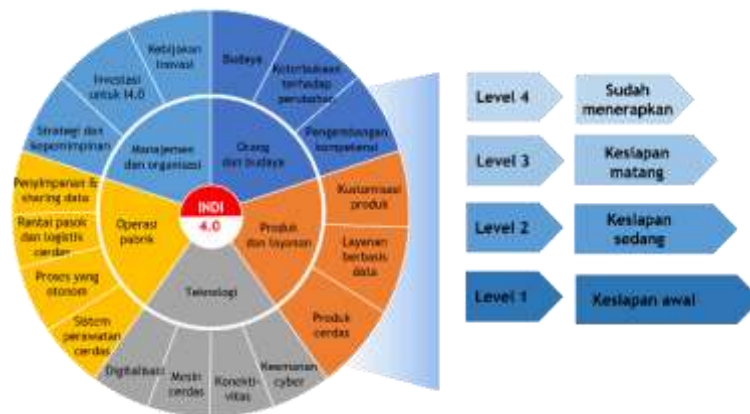 Kebijakan
inovasi
Budaya
Investasi
untuk I4.0
Keterbukaan
terhadap
perubahan
Strategi dan
kepemimpinan
Manajemen
dan organisasi
Orang
dan budaya
Pengembangan
kompetensi
Penyimpanan &
sharing data
Kustomisasi
produk
Rantai pasok
dan logistik
cerdas
Operasi
pabrik
INDI
4.0
Produk
dan layanan
Layanan
berbasis
data
Proses yang
otonom
Teknologi
Sistem
perawatan
cerdas
Produk
cerdas
Digitalisasi
Mesin
cerdas
Konekti-
vitas
Keamanan
cyber
Level 4
Sudah
menerapkan
Level 3
Kesiapan
matang
Level 2
Kesiapan
sedang
Level 1
Kesiapan awal